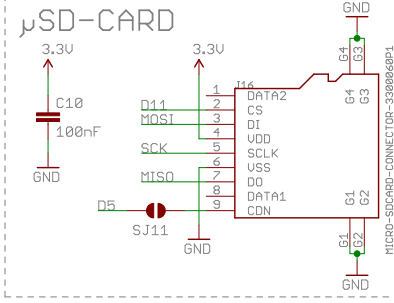 µSD-CARD
GND
3.3V
3.3V
G4
G3
J16
C10
100nF
1 DATA2
D11 2 CS
MOSI 3 DI
4 VDD
SCK 5 SCLK
6 VSS
MISO 7 DO
8 DATA1
D5 9 CDN
SJ11
G4
G3
G1
G2
MICRO-SDCARD-CONNECTOR-3300060P1
GND
GND
G1
G2
GND